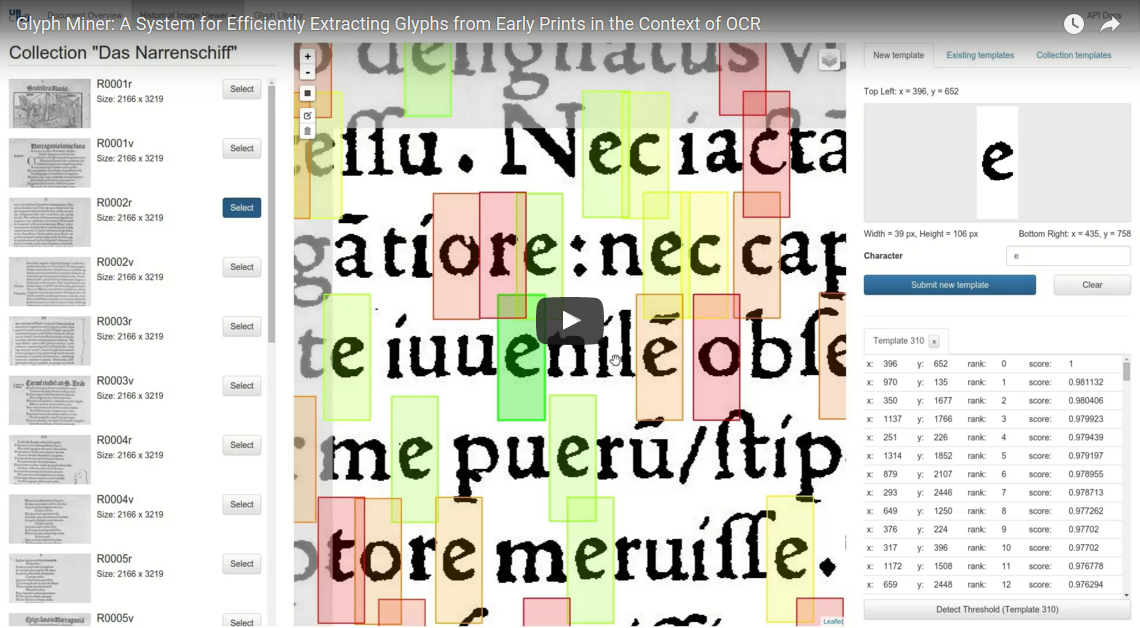 Glyph Miner: A System for Efficiently Extracting Glyphs from Early Prints in the Context of OCR
UB Document Overview Historical Image Viewer Glyph Library API Docs
Collection "Das Narrenschiff"
R0001r
Size: 2166 x 3219
Select
R0001v
Size: 2166 x 3219
Select
R0002r
Size: 2166 x 3219
Select
R0002v
Size: 2166 x 3219
Select
R0003r
Size: 2166 x 3219
Select
R0003v
Size: 2166 x 3219
Select
R0004r
Size: 2166 x 3219
Select
R0004v
Size: 2166 x 3219
Select
R0005r
Size: 2166 x 3219
Select
R0005v
Select
+
-
delignatus
ellu. Nec iacta
gātiore: nec cap
te iuuenilē obſe
me puerū/ſtip
tore meruiſſe.
Leaflet
New template Existing templates Collection templates
Top Left: x = 396, y = 652
e
Width = 39 px, Height = 106 px Bottom Right: x = 435, y = 758
Character e
Submit new template Clear
Template 310 x
x: 396 y: 652 rank: 0 score: 1
x: 970 y: 135 rank: 1 score: 0.981132
x: 350 y: 1677 rank: 2 score: 0.980406
x: 1137 y: 1766 rank: 3 score: 0.979923
x: 251 y: 226 rank: 4 score: 0.979439
x: 1314 y: 1852 rank: 5 score: 0.979197
x: 879 y: 2107 rank: 6 score: 0.978955
x: 293 y: 2446 rank: 7 score: 0.978713
x: 649 y: 1250 rank: 8 score: 0.977262
x: 376 y: 224 rank: 9 score: 0.97702
x: 317 y: 396 rank: 10 score: 0.97702
x: 1172 y: 1508 rank: 11 score: 0.976778
x: 659 y: 2448 rank: 12 score: 0.976294
Detect Threshold (Template 310)